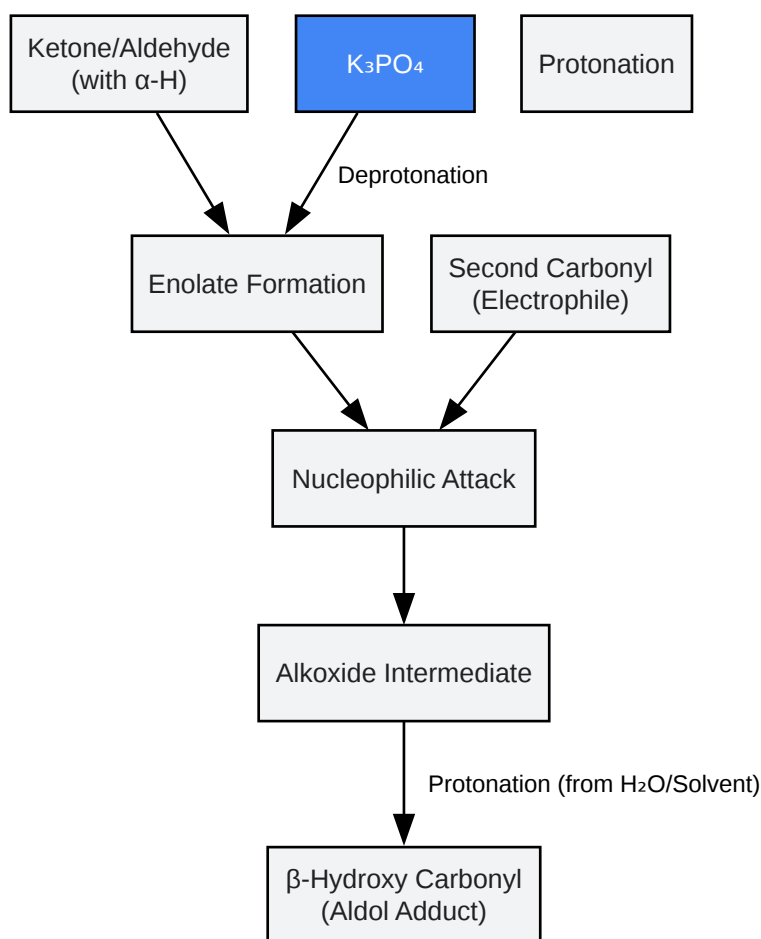 Ketone/Aldehyde
(with α-H)
K₃PO₄
Protonation
Deprotonation
Enolate Formation
Second Carbonyl
(Electrophile)
Nucleophilic Attack
Alkoxide Intermediate
Protonation (from H₂O/Solvent)
β-Hydroxy Carbonyl
(Aldol Adduct)